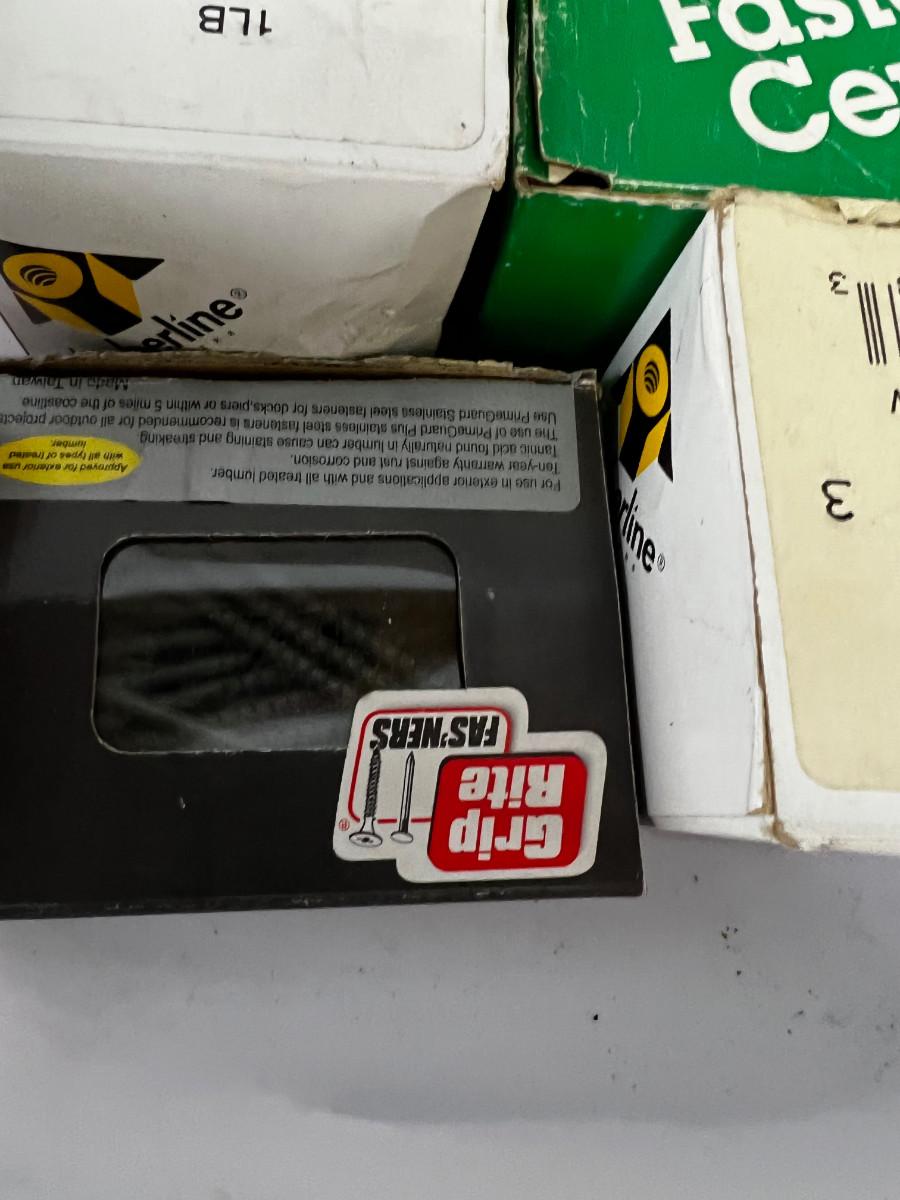 1LB
Fas
Ce
erline®
3
3
rline®
For use in exterior applications and with all treated lumber.
Ten-year warranty against rust and corrosion.
Tannic acid found naturally in lumber can cause staining and streaking.
The use of PrimeGuard Plus stainless steel fasteners is recommended for all outdoor projects
Use PrimeGuard Stainless steel fasteners for docks,piers or within 5 miles of the coastline
Made in Taiwan
Approved for exterior use
with all types of treated
lumber.
Grip
Rite
FAS'NERS
®